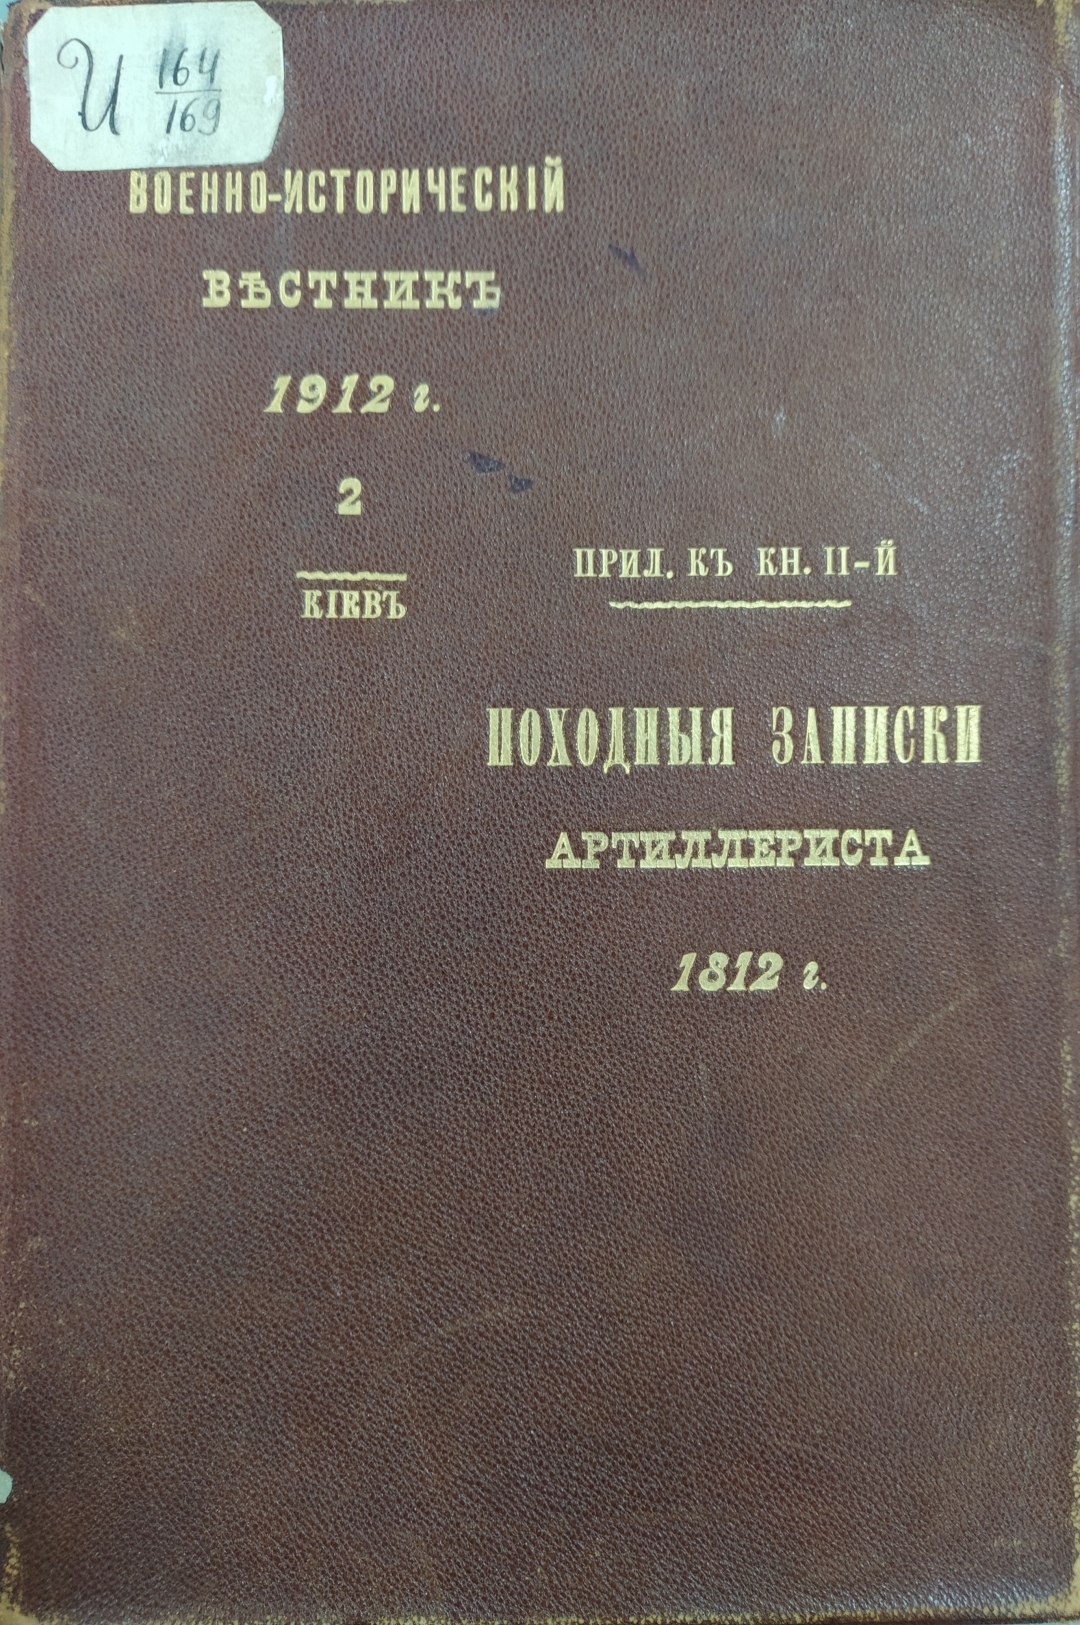 И 164/169
ВОЕННО-ИСТОРИЧЕСКІЙ
ВѢСТНИКЪ
1912 г.
2
КІЕВЪ
ПРИЛ. КЪ КН. II-Й
ПОХОДНЫЯ ЗАПИСКИ
АРТИЛЛЕРИСТА
1812 г.